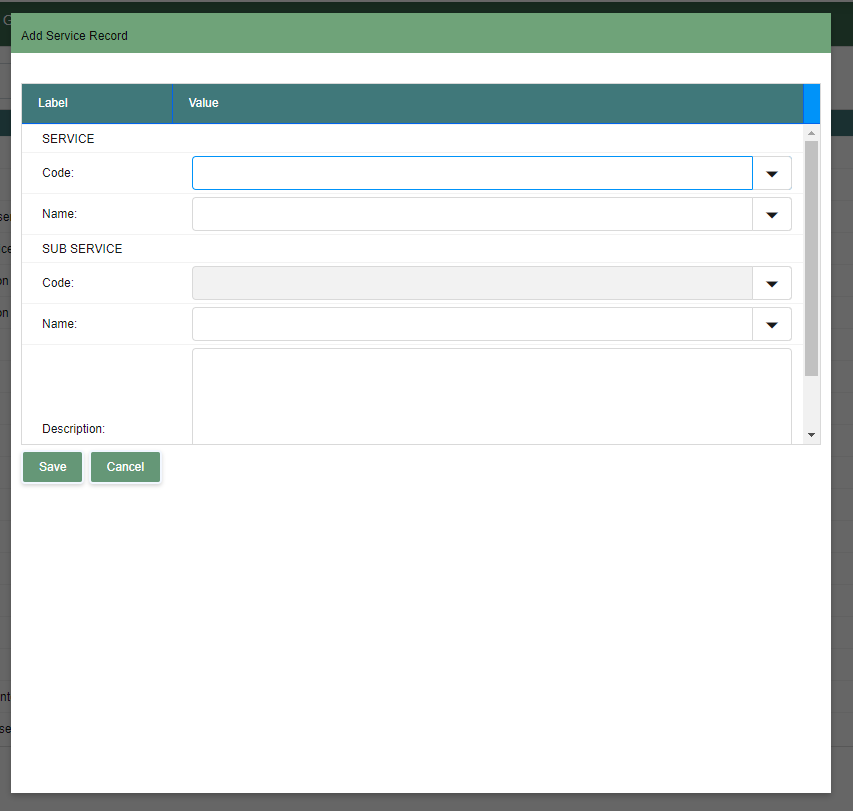 G
Add Service Record
Label Value
SERVICE
Code:
Name:
SUB SERVICE
Code:
Name:
Description:
Save Cancel